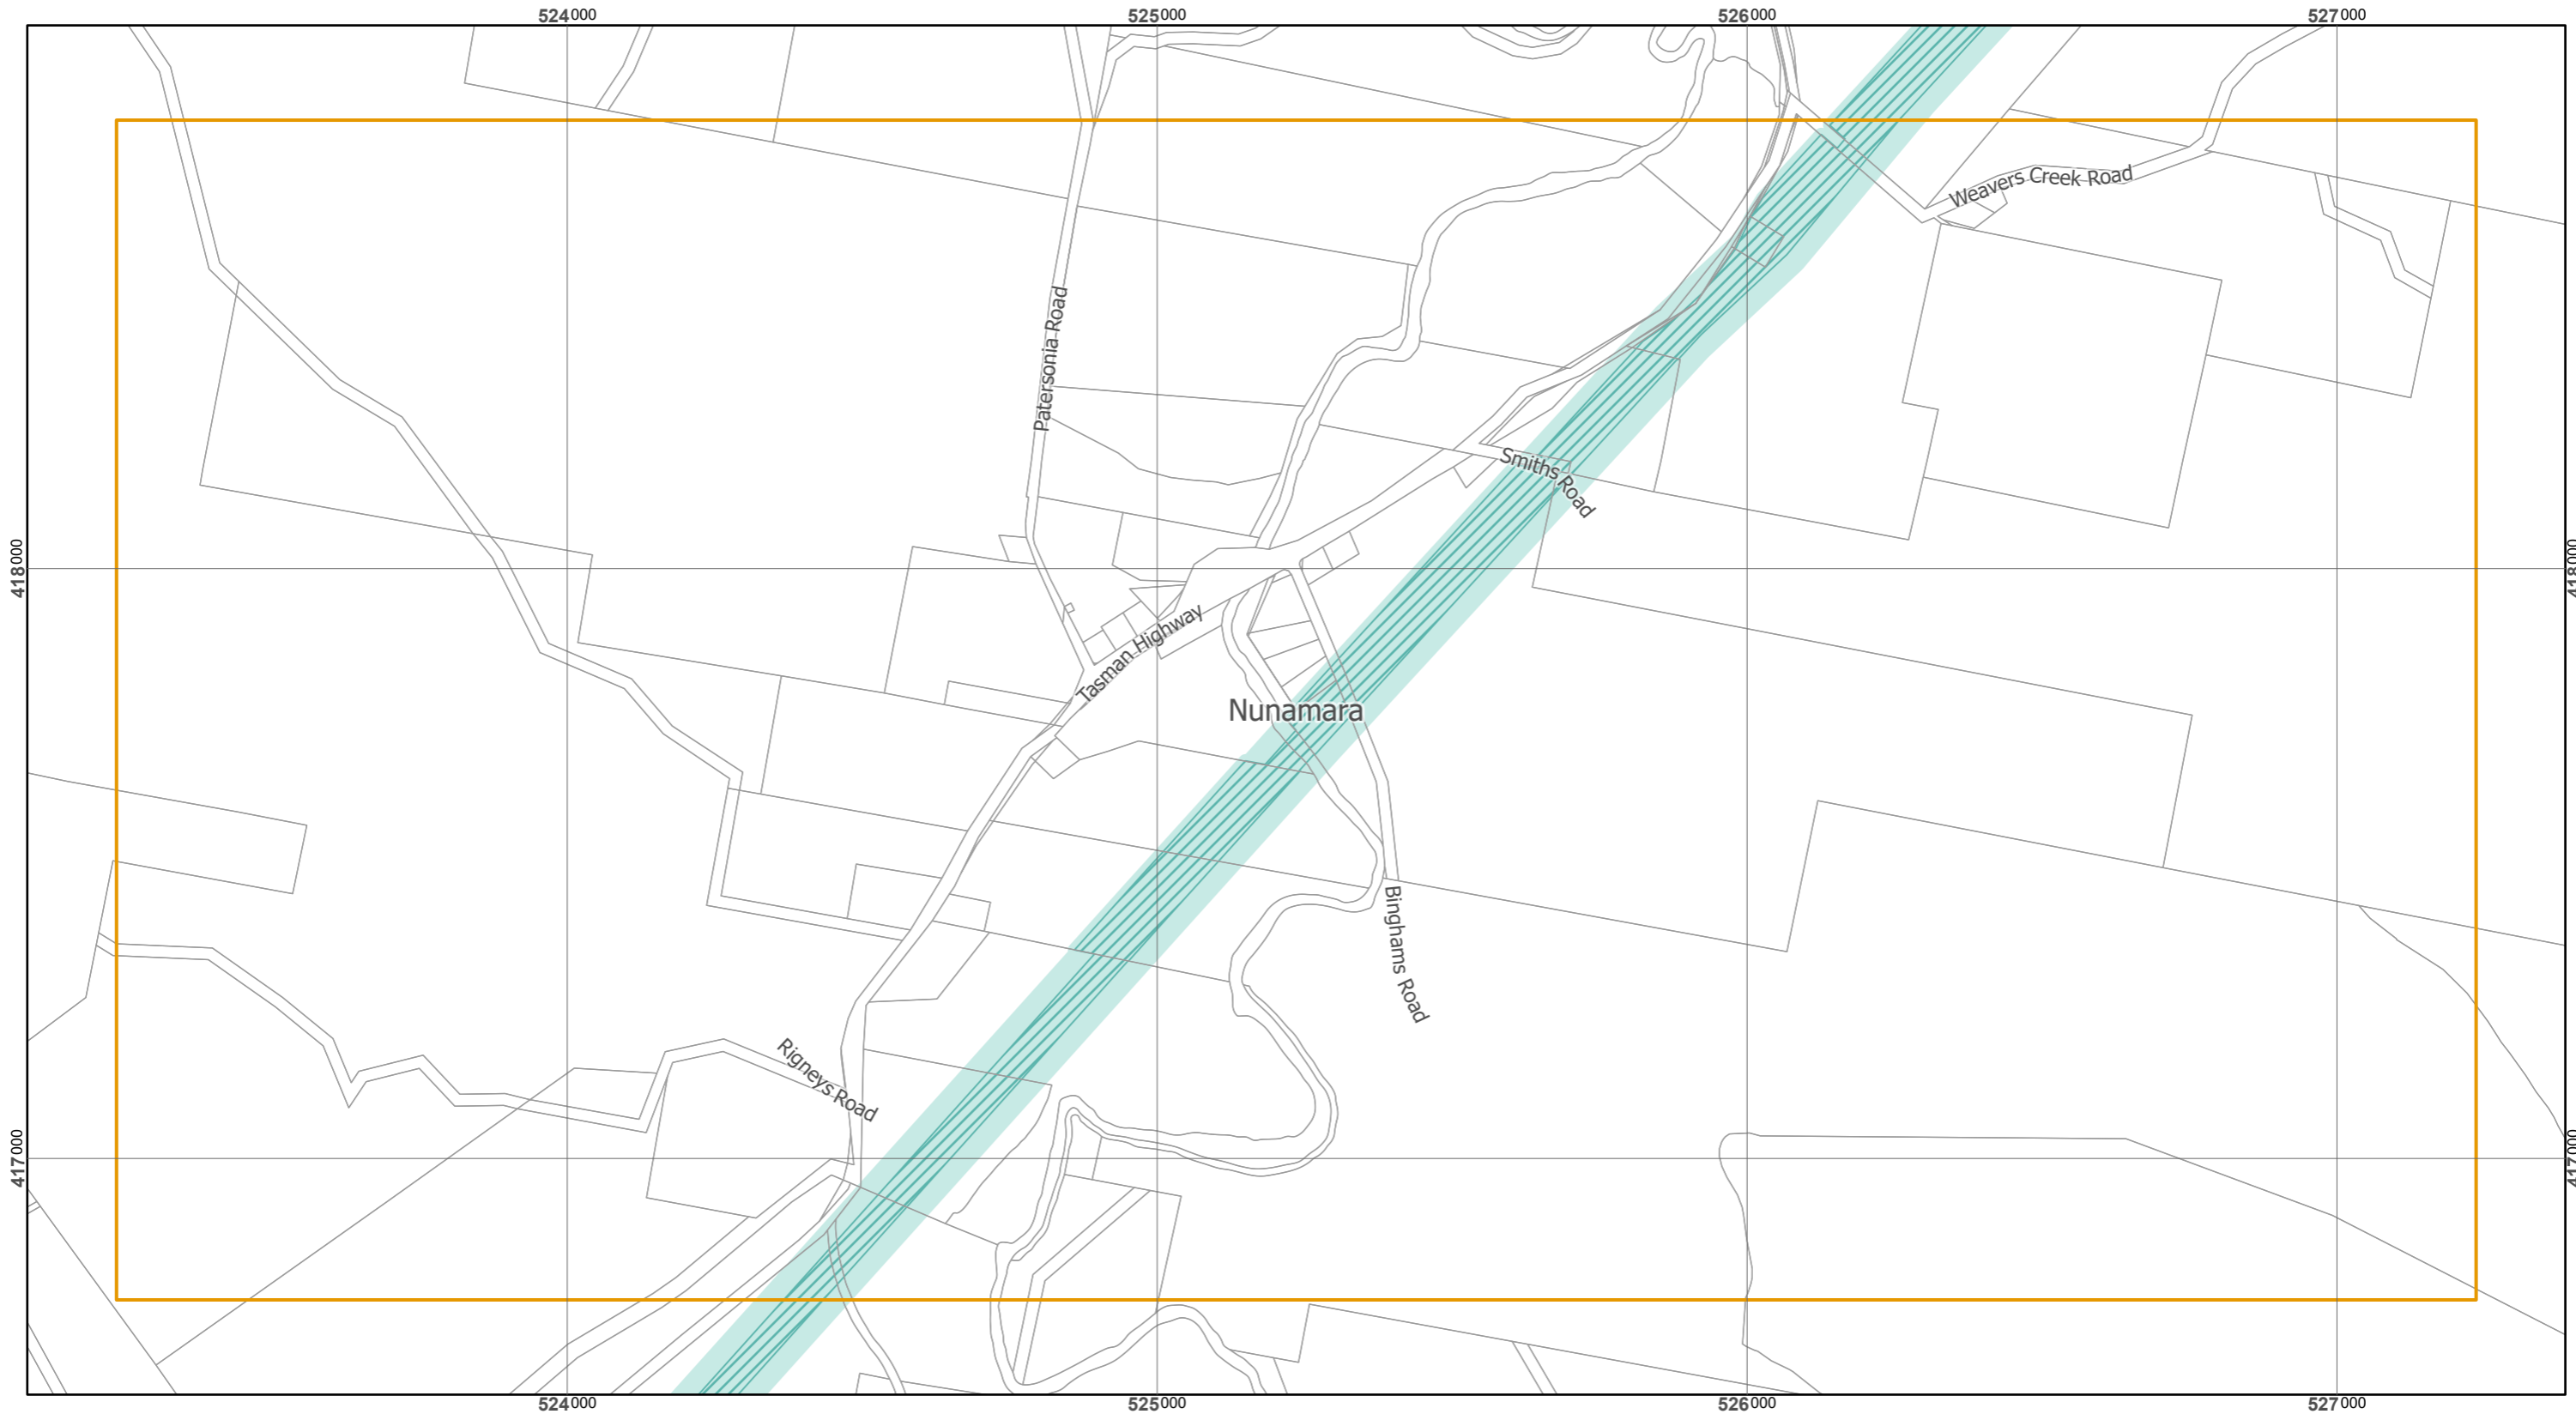 524000
525000
526000
527000
Weavers Creek Road
Patersonia Road
Smiths Road
418000
418000
Tasman Highway
Nunamara
Binghams Road
Rigneys Road
417000
417000
524000
525000
526000
527000